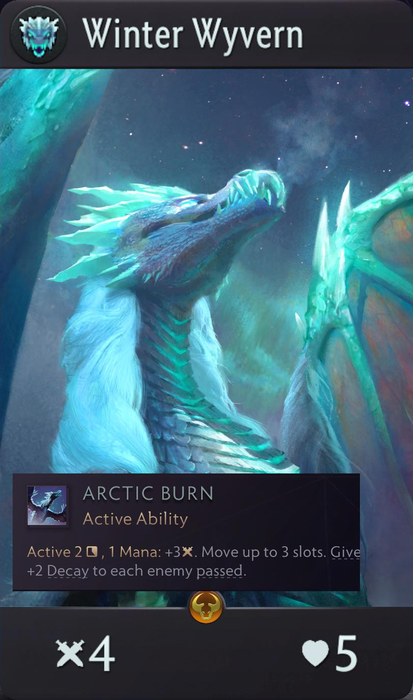 Winter Wyvern
ARCTIC BURN
Active Ability
Active 2 , 1 Mana: +3. Move up to 3 slots. Give
+2 Decay to each enemy passed.
4 5